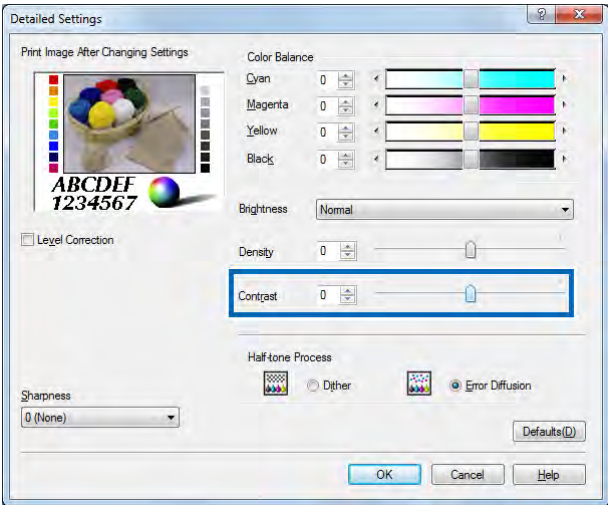 Detailed Settings
Print Image After Changing Settings
ABCDEF
1234567
Level Correction
Sharpness
0 (None)
Color Balance
Cyan 0
Magenta 0
Yellow 0
Black 0
Brightness Normal
Density 0
Contrast 0
Half-tone Process
Dither Error Diffusion
Defaults(D)
OK Cancel Help